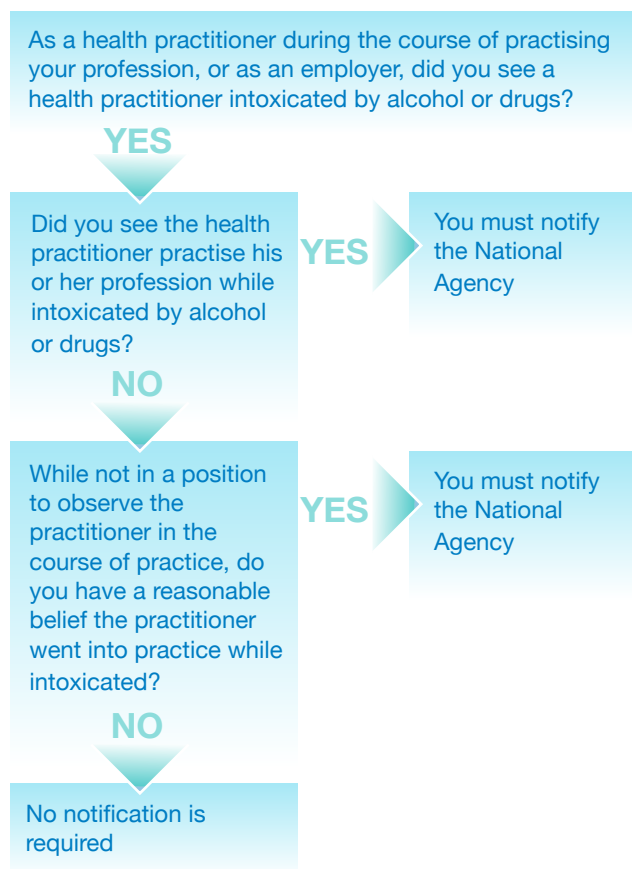 As a health practitioner during the course of practising
your profession, or as an employer, did you see a
health practitioner intoxicated by alcohol or drugs?
YES
Did you see the health
practitioner practise his
or her profession while
intoxicated by alcohol
or drugs?
YES
You must notify
the National
Agency
NO
While not in a position
to observe the
practitioner in the
course of practice, do
you have a reasonable
belief the practitioner
went into practice while
intoxicated?
YES
You must notify
the National
Agency
NO
No notification is
required